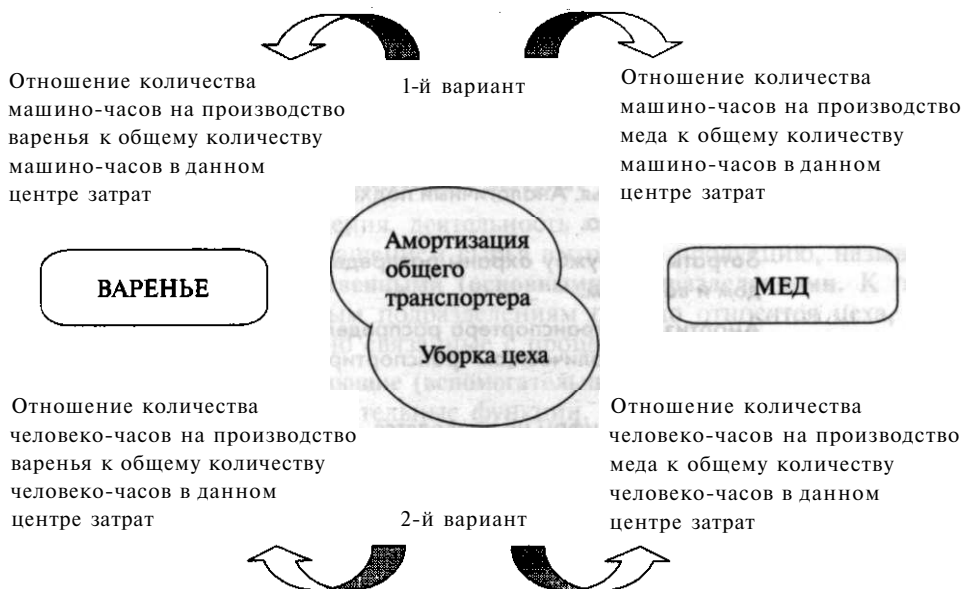 1-й вариант
Отношение количества
машино-часов на производство
варенья к общему количеству
машино-часов в данном
центре затрат
Отношение количества
машино-часов на производство
меда к общему количеству
машино-часов в данном
центре затрат
ВАРЕНЬЕ
Амортизация
общего
транспортера
Уборка цеха
МЕД
Отношение количества
человеко-часов на производство
варенья к общему количеству
человеко-часов в данном
центре затрат
Отношение количества
человеко-часов на производство
меда к общему количеству
человеко-часов в данном
центре затрат
2-й вариант